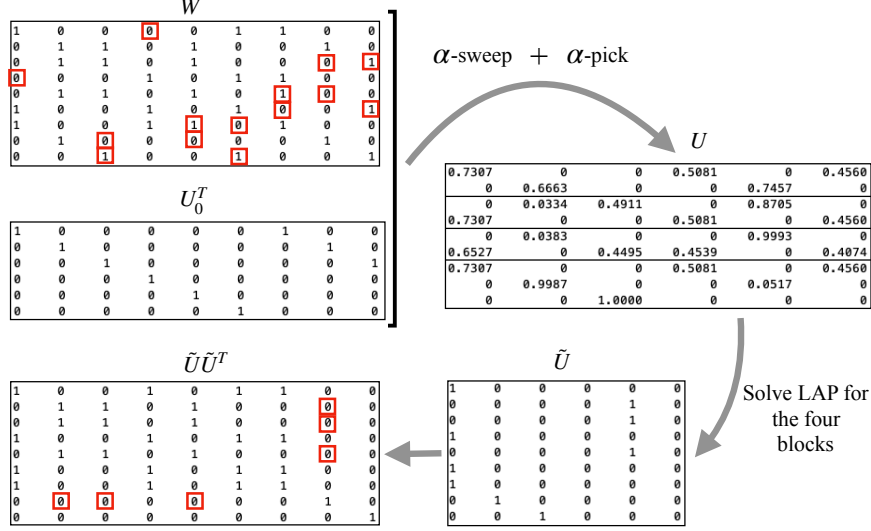 W
1 0 0 0 0 1 1 0 0
0 1 1 0 1 0 0 1 0
0 1 1 0 1 0 0 0 1
0 0 0 1 0 1 1 0 0
0 1 1 0 1 0 1 0 0
1 0 0 1 0 1 0 0 1
1 0 0 1 1 0 1 0 0
0 1 0 0 0 0 0 1 0
0 0 1 0 0 1 0 0 1
U₀ᵀ
1 0 0 0 0 0 1 0 0
0 1 0 0 0 0 0 1 0
0 0 1 0 0 0 0 0 1
0 0 0 1 0 0 0 0 0
0 0 0 0 1 0 0 0 0
0 0 0 0 0 1 0 0 0
α-sweep + α-pick
U
0.7307 0 0 0.5081 0 0.4560
0 0.6663 0 0 0.7457 0
0 0.0334 0.4911 0 0.8705 0
0.7307 0 0 0.5081 0 0.4560
0 0.0383 0 0 0.9993 0
0.6527 0 0.4495 0.4539 0 0.4074
0.7307 0 0 0.5081 0 0.4560
0 0.9987 0 0 0.0517 0
0 0 1.0000 0 0 0
Solve LAP for
the four
blocks
Ũ
1 0 0 0 0 0
0 0 0 0 1 0
0 0 0 0 1 0
1 0 0 0 0 0
0 0 0 0 1 0
1 0 0 0 0 0
1 0 0 0 0 0
0 1 0 0 0 0
0 0 1 0 0 0
ŨŨᵀ
1 0 0 1 0 1 1 0 0
0 1 1 0 1 0 0 0 0
0 1 1 0 1 0 0 0 0
1 0 0 1 0 1 1 0 0
0 1 1 0 1 0 0 0 0
1 0 0 1 0 1 1 0 0
1 0 0 1 0 1 1 0 0
0 0 0 0 0 0 0 1 0
0 0 0 0 0 0 0 0 1